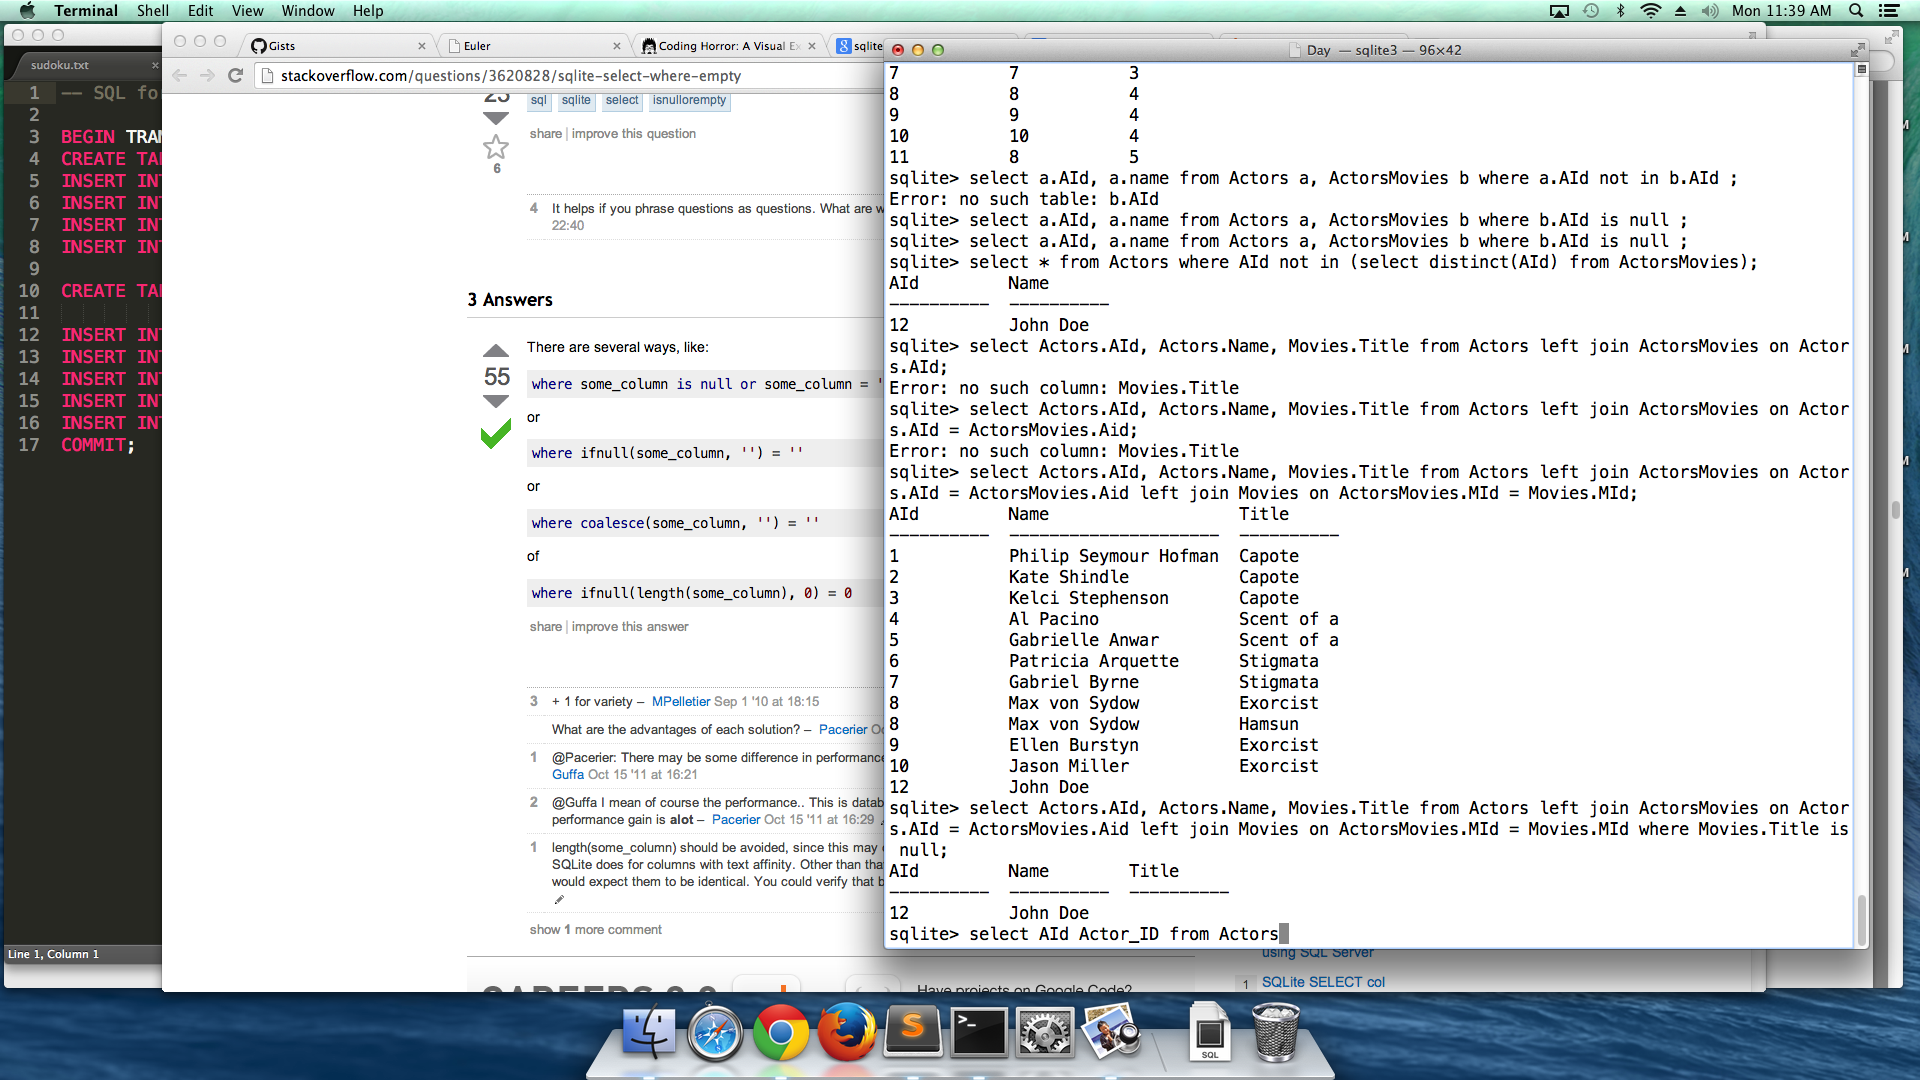 Terminal Shell Edit View Window Help
Mon 11:39 AM
sudoku.txt
1 -- SQL fo
2
3 BEGIN TRAN
4 CREATE TAB
5 INSERT INT
6 INSERT INT
7 INSERT INT
8 INSERT INT
9
10 CREATE TAB
11
12 INSERT INT
13 INSERT INT
14 INSERT INT
15 INSERT INT
16 INSERT INT
17 COMMIT;
Line 1, Column 1
Gists
Euler
Coding Horror: A Visual Ex
sqlite
stackoverflow.com/questions/3620828/sqlite-select-where-empty
23
sql sqlite select isnullorempty
share | improve this question
6
4 It helps if you phrase questions as questions. What are w
22:40
3 Answers
There are several ways, like:
55
where some_column is null or some_column = '
or
where ifnull(some_column, '') = ''
or
where coalesce(some_column, '') = ''
of
where ifnull(length(some_column), 0) = 0
share | improve this answer
3 + 1 for variety – MPelletier Sep 1 '10 at 18:15
What are the advantages of each solution? – Pacerier Oc
1 @Pacerier: There may be some difference in performance
Guffa Oct 15 '11 at 16:21
2 @Guffa I mean of course the performance.. This is datab
performance gain is alot – Pacerier Oct 15 '11 at 16:29
1 length(some_column) should be avoided, since this may
SQLite does for columns with text affinity. Other than tha
would expect them to be identical. You could verify that b
show 1 more comment
CAREERS 2.0
Have projects on Google Code?
using SQL Server
1 SQLite SELECT col
Day — sqlite3 — 96×42
7 7 3
8 8 4
9 9 4
10 10 4
11 8 5
sqlite> select a.AId, a.name from Actors a, ActorsMovies b where a.AId not in b.AId ;
Error: no such table: b.AId
sqlite> select a.AId, a.name from Actors a, ActorsMovies b where b.AId is null ;
sqlite> select a.AId, a.name from Actors a, ActorsMovies b where b.AId is null ;
sqlite> select * from Actors where AId not in (select distinct(AId) from ActorsMovies);
AId Name
---------- ----------
12 John Doe
sqlite> select Actors.AId, Actors.Name, Movies.Title from Actors left join ActorsMovies on Actor
s.AId;
Error: no such column: Movies.Title
sqlite> select Actors.AId, Actors.Name, Movies.Title from Actors left join ActorsMovies on Actor
s.AId = ActorsMovies.Aid;
Error: no such column: Movies.Title
sqlite> select Actors.AId, Actors.Name, Movies.Title from Actors left join ActorsMovies on Actor
s.AId = ActorsMovies.Aid left join Movies on ActorsMovies.MId = Movies.MId;
AId Name Title
---------- --------------------- ----------
1 Philip Seymour Hofman Capote
2 Kate Shindle Capote
3 Kelci Stephenson Capote
4 Al Pacino Scent of a
5 Gabrielle Anwar Scent of a
6 Patricia Arquette Stigmata
7 Gabriel Byrne Stigmata
8 Max von Sydow Exorcist
8 Max von Sydow Hamsun
9 Ellen Burstyn Exorcist
10 Jason Miller Exorcist
12 John Doe
sqlite> select Actors.AId, Actors.Name, Movies.Title from Actors left join ActorsMovies on Actor
s.AId = ActorsMovies.Aid left join Movies on ActorsMovies.MId = Movies.MId where Movies.Title is
null;
AId Name Title
---------- ---------- ----------
12 John Doe
sqlite> select AId Actor_ID from Actors
SQL